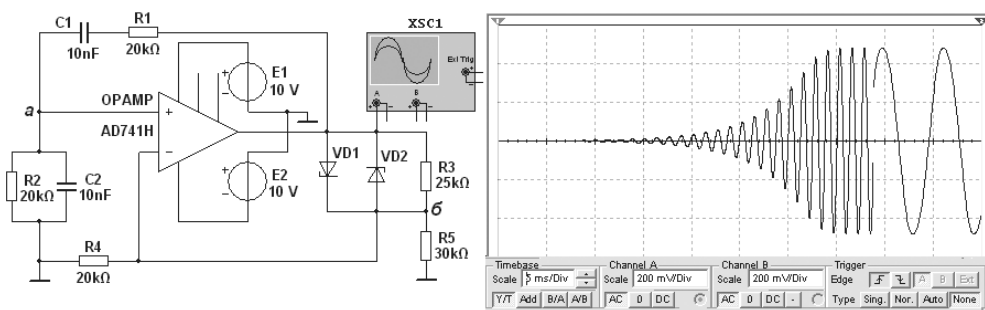 C1
10nF
R1
20kΩ
XSC1
Ext Trig
A
B
E1
10 V
OPAMP
a
AD741H
VD1
VD2
E2
10 V
R3
25kΩ
б
R2
20kΩ
C2
10nF
R4
20kΩ
R5
30kΩ
1
Timebase
Scale 5 ms/Div
Y/T Add B/A A/B
Channel A
Scale 200 mV/Div
AC 0 DC
Channel B
Scale 200 mV/Div
AC 0 DC -
Trigger
Edge A B Ext
Type Sing. Nor. Auto None